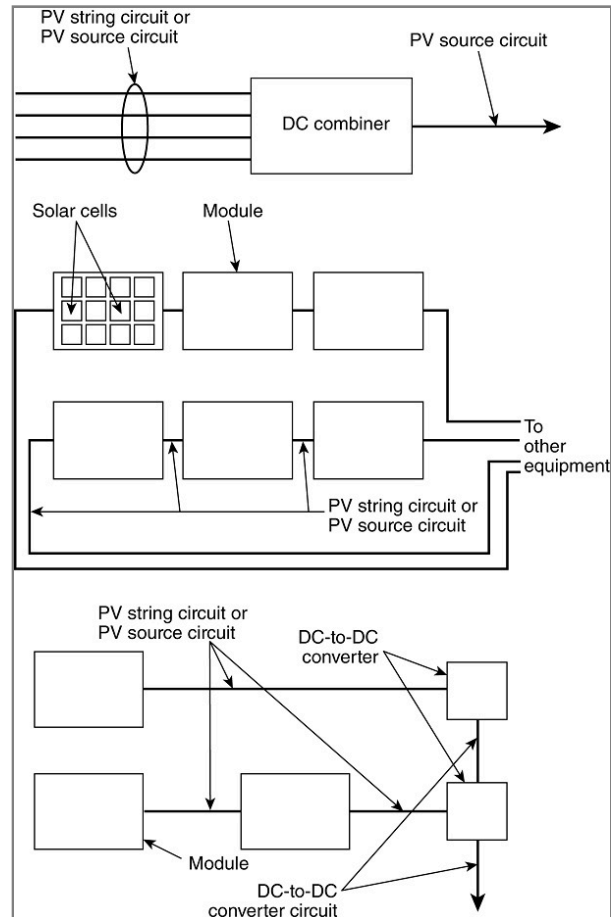 PV string circuit or
PV source circuit
PV source circuit
DC combiner
Solar cells
Module
To
other
equipment
PV string circuit or
PV source circuit
PV string circuit or
PV source circuit
DC-to-DC
converter
Module
DC-to-DC
converter circuit